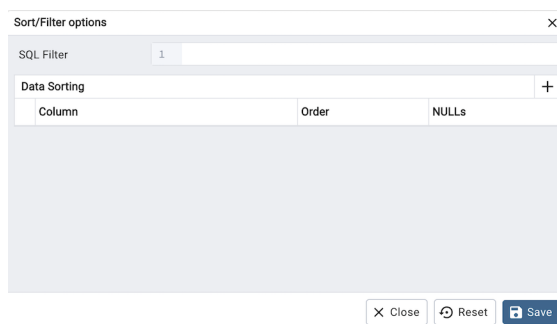 Sort/Filter options
SQL Filter 1
Data Sorting
Column Order NULLs
Close Reset Save